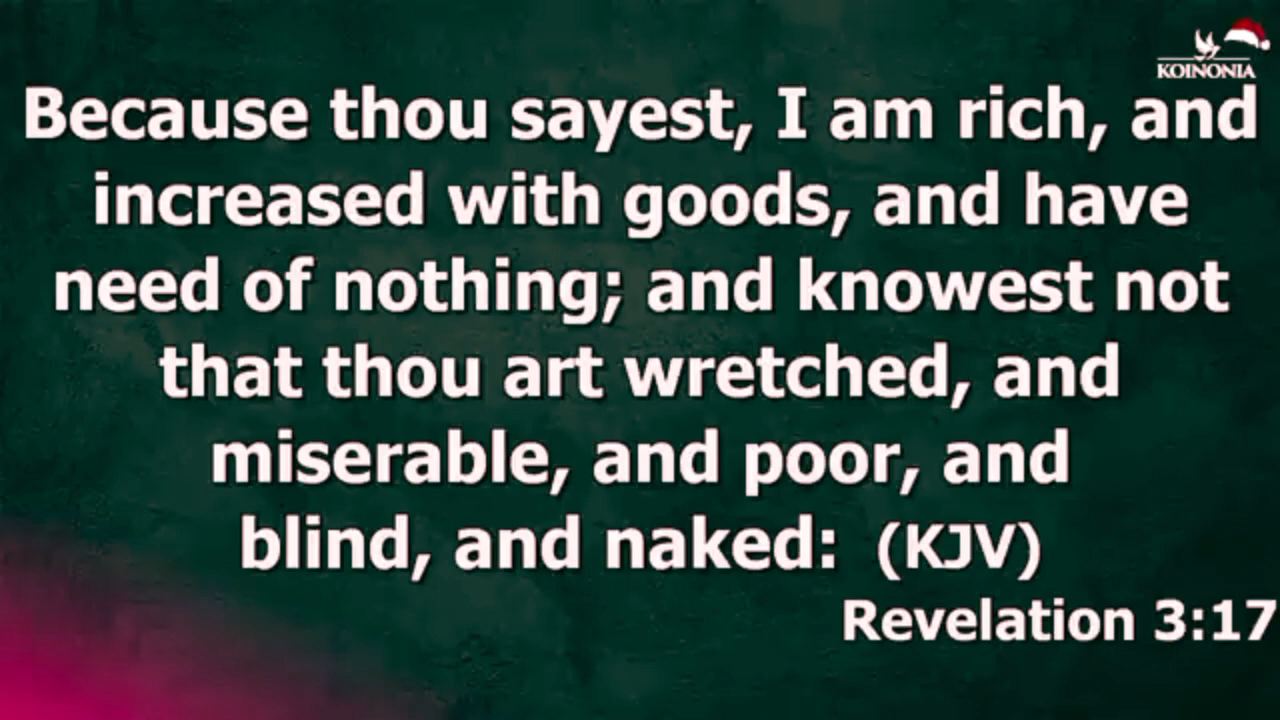 KOINONIA
Because thou sayest, I am rich, and
increased with goods, and have
need of nothing; and knowest not
that thou art wretched, and
miserable, and poor, and
blind, and naked: (KJV)
Revelation 3:17